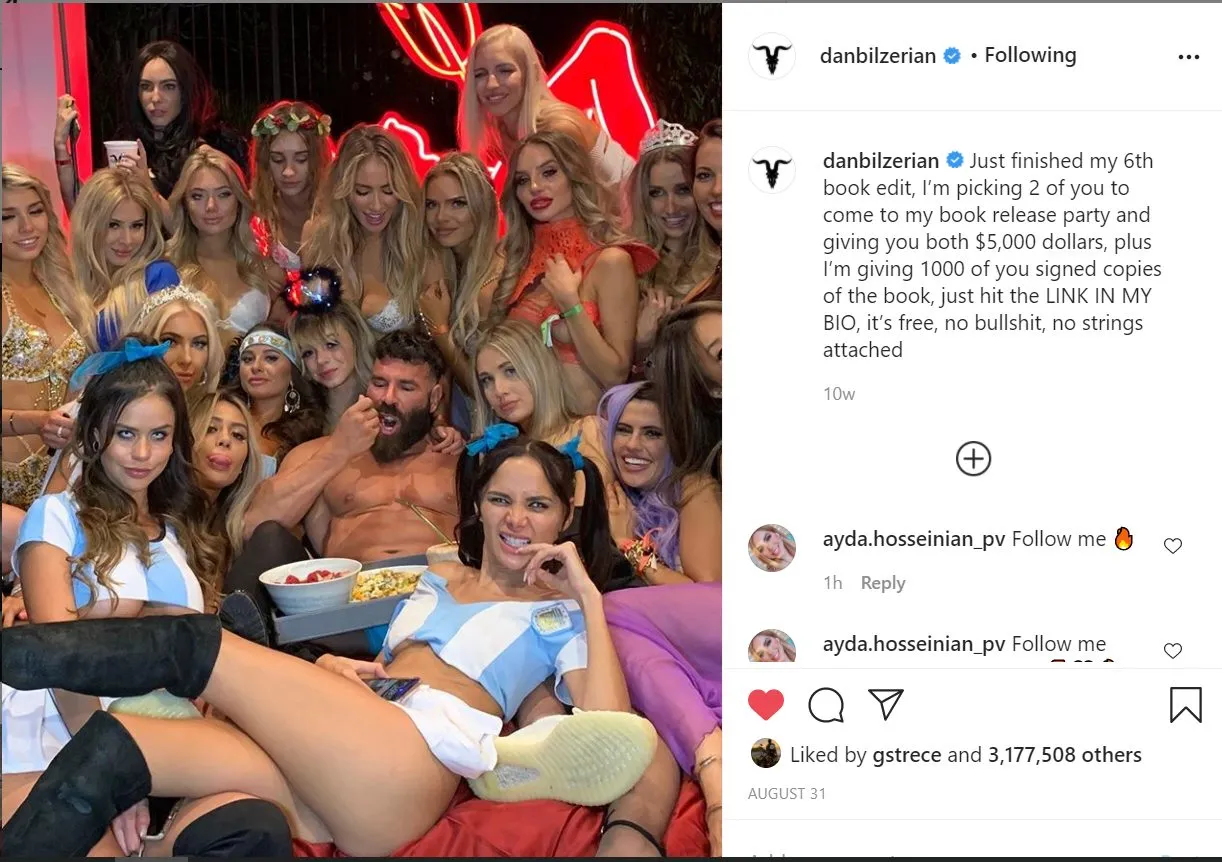 danbilzerian • Following
danbilzerian Just finished my 6th
book edit, I’m picking 2 of you to
come to my book release party and
giving you both $5,000 dollars, plus
I’m giving 1000 of you signed copies
of the book, just hit the LINK IN MY
BIO, it’s free, no bullshit, no strings
attached
10w
ayda.hosseinian_pv Follow me 🔥
1h Reply
ayda.hosseinian_pv Follow me
Liked by gstrece and 3,177,508 others
AUGUST 31